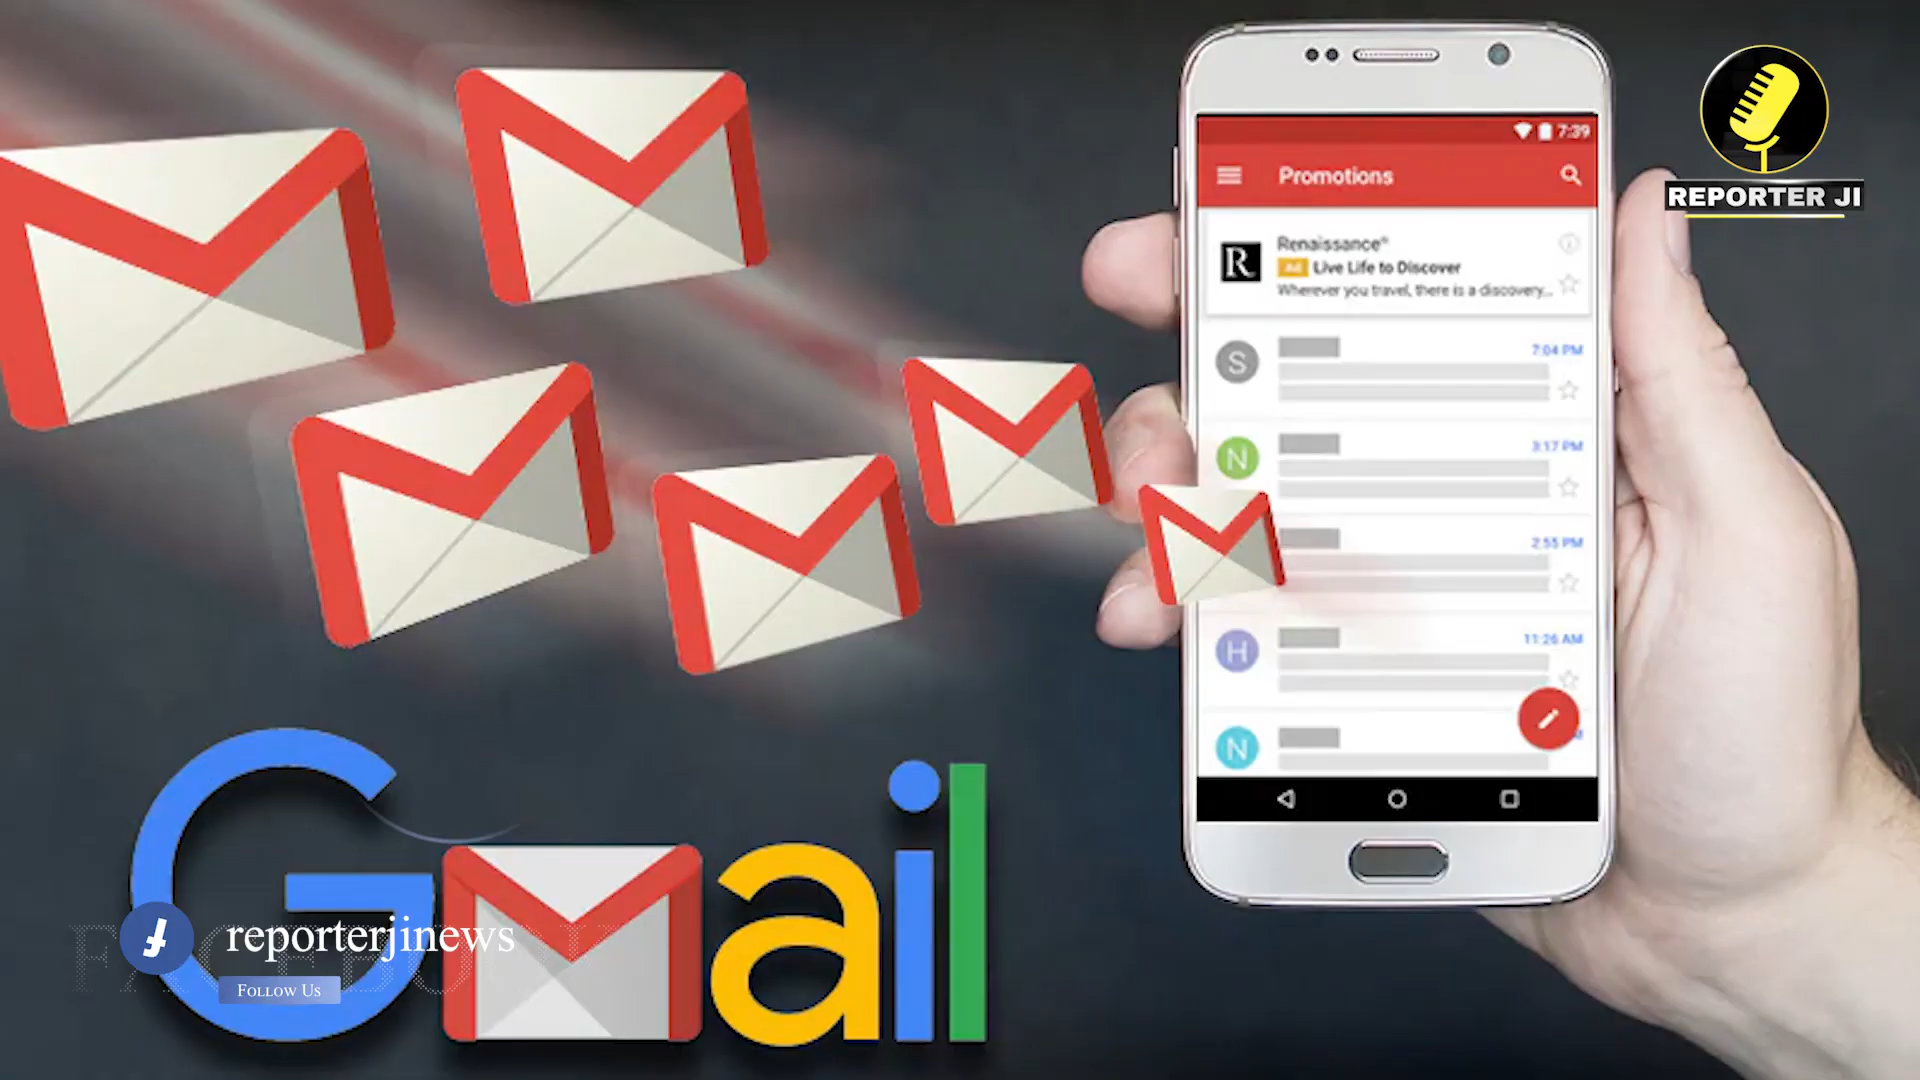 7:39
Promotions
REPORTER JI
R
Renaissance®
Ad Live Life to Discover
Wherever you travel, there is a discovery...
S
7:04 PM
N
3:17 PM
2:55 PM
H
11:26 AM
N
Gmail
FACEBOOK
reporterjinews
FOLLOW US